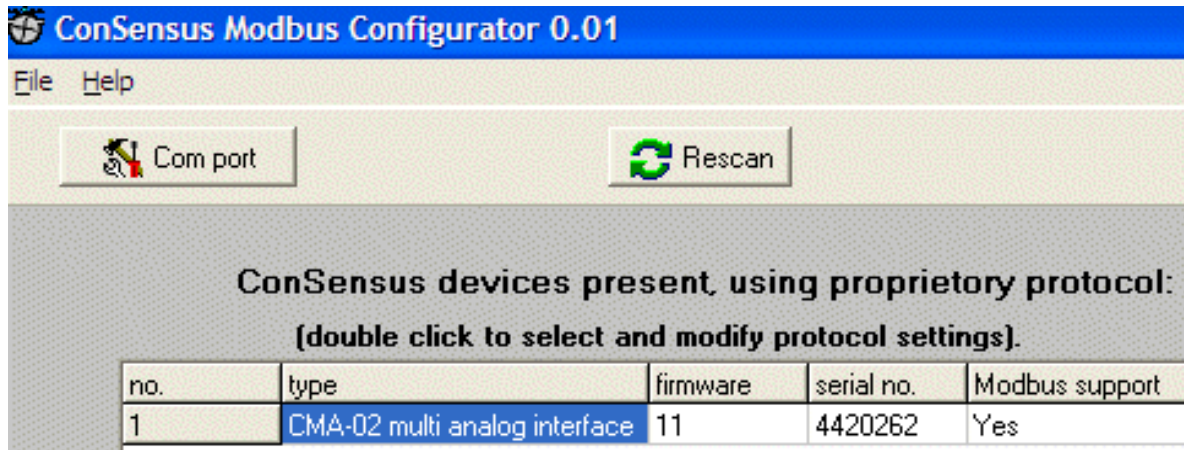 ConSensus Modbus Configurator 0.01
File Help
Com port Rescan
ConSensus devices present, using proprietory protocol:
(double click to select and modify protocol settings).
no. type firmware serial no. Modbus support
1 CMA-02 multi analog interface 11 4420262 Yes